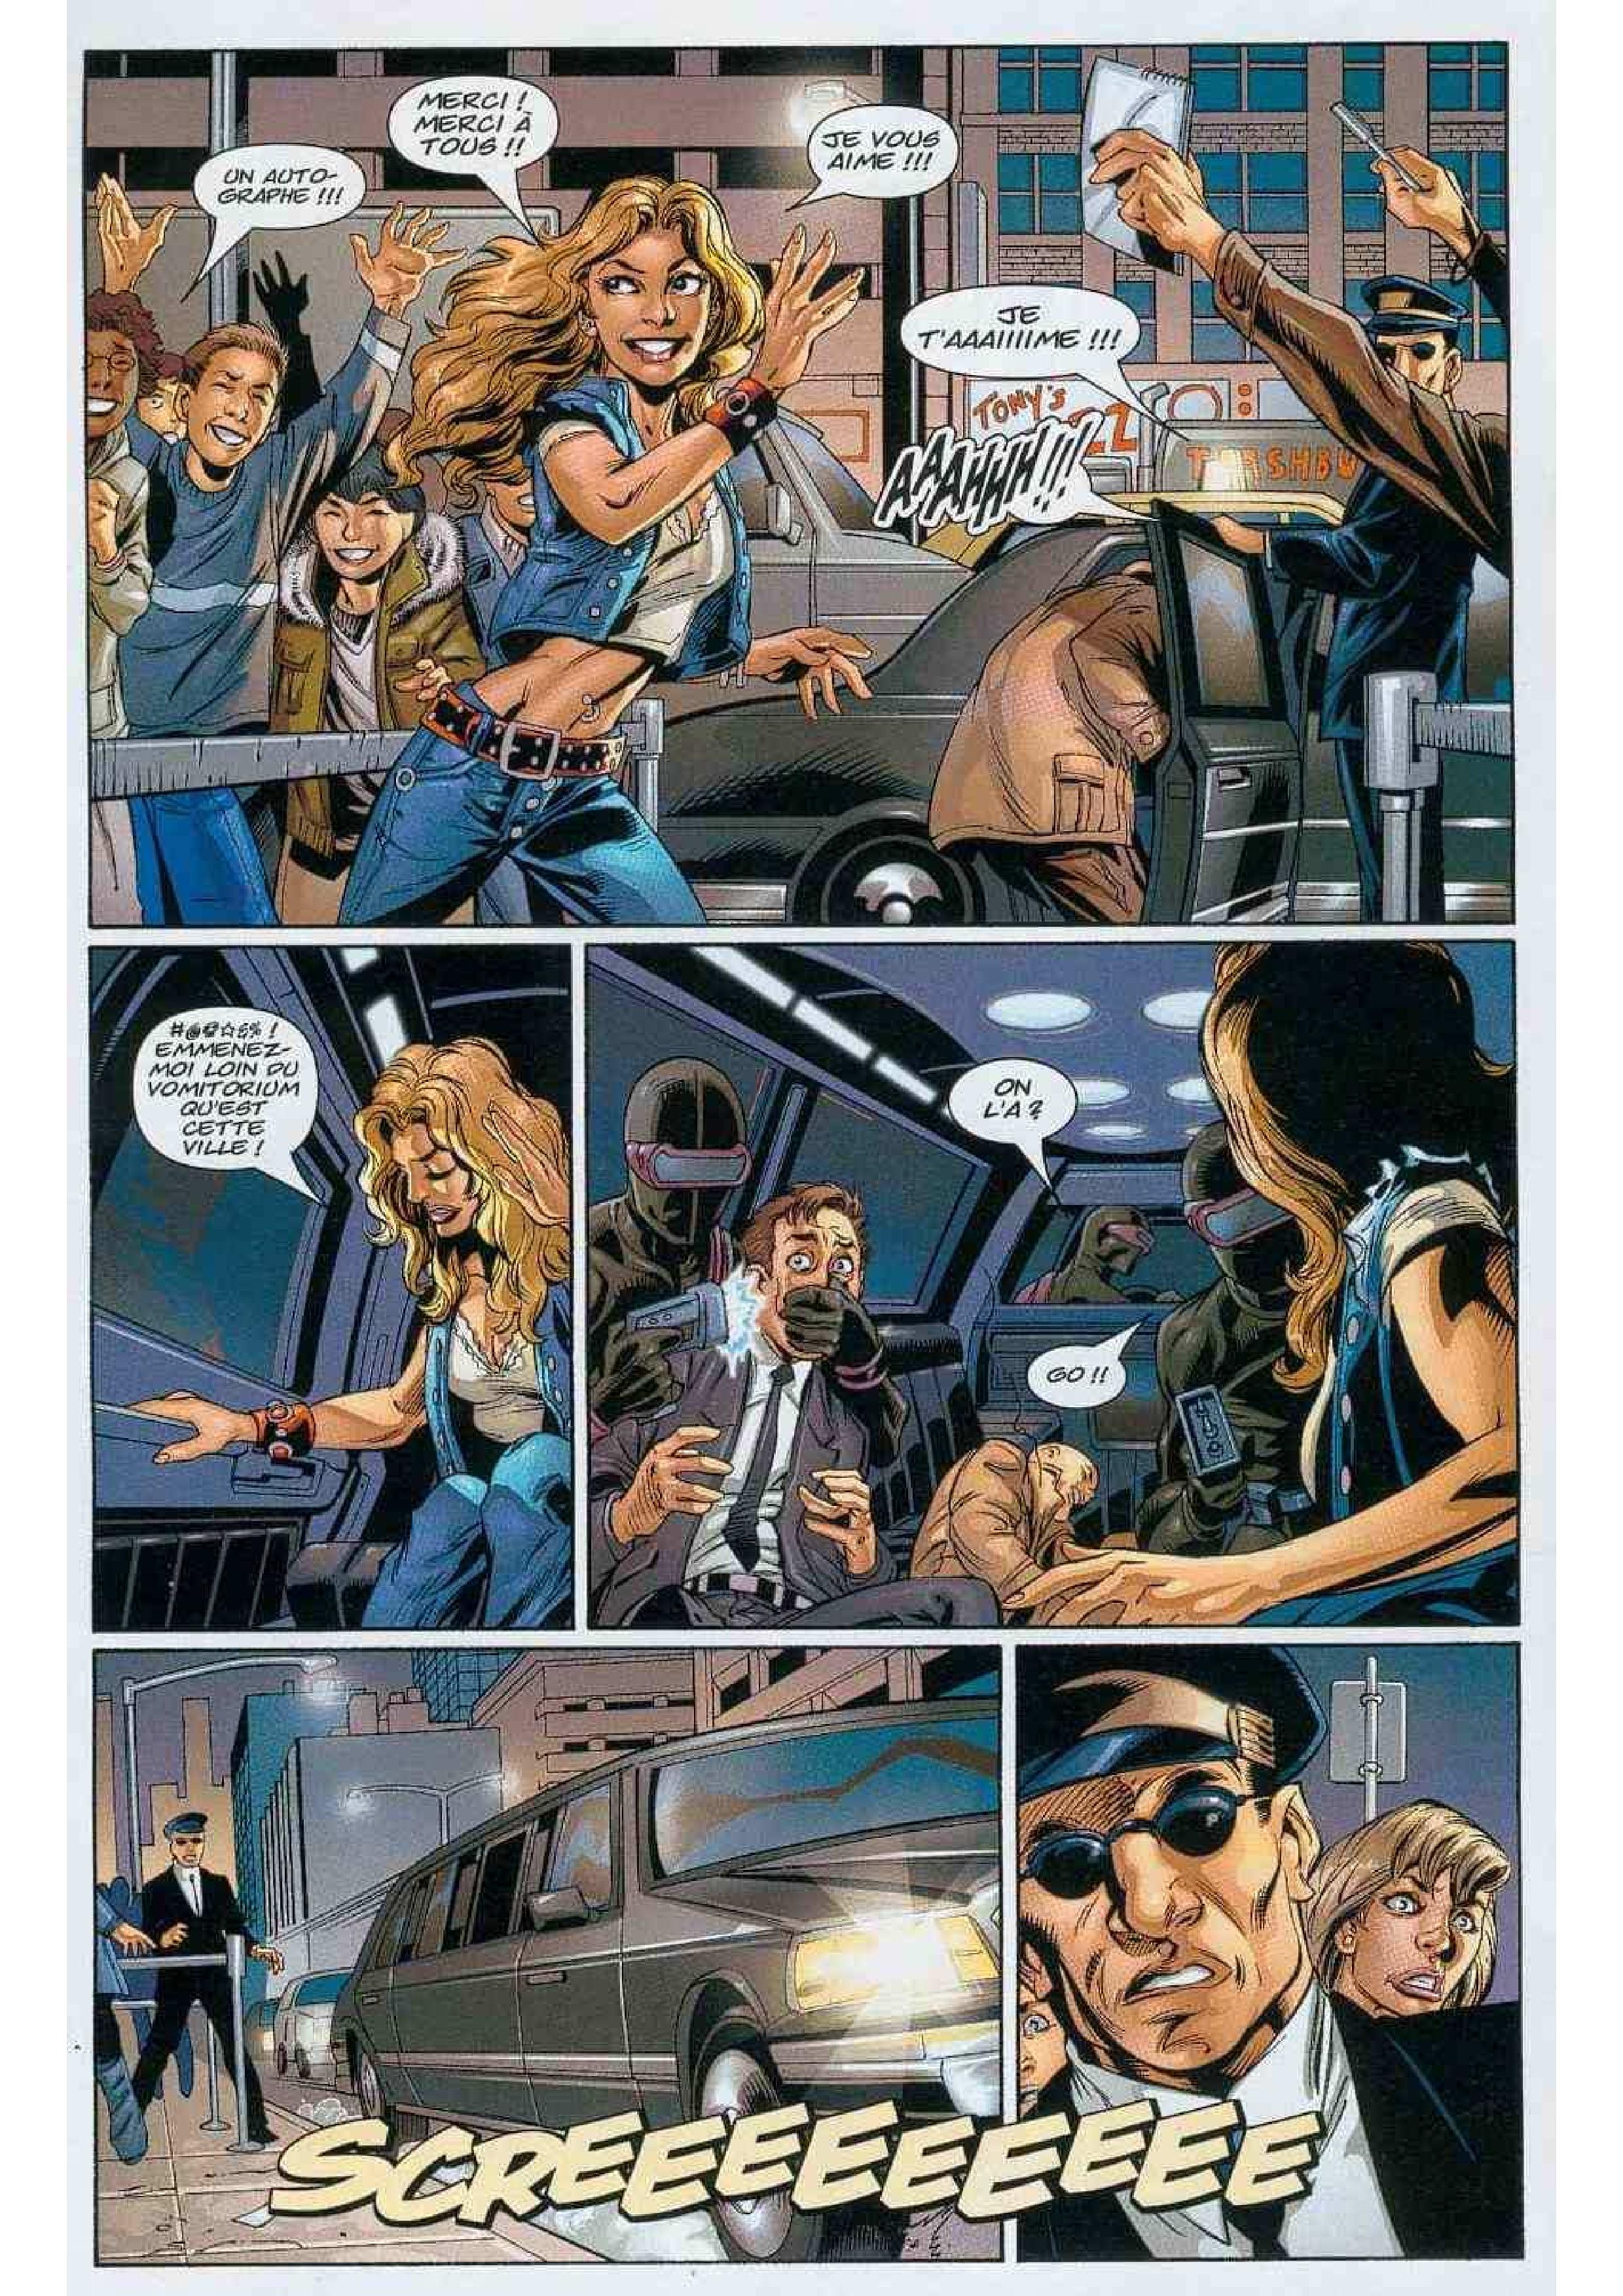 UN AUTO-
GRAPHE !!!
MERCI !
MERCI À
TOUS !!
JE VOUS
AIME !!!
JE
T'AAAIIIIME !!!
TONY'S
AAAHHH!!!
#@*☆&% !
EMMENEZ-
MOI LOIN DU
VOMITORIUM
QU'EST
CETTE
VILLE !
ON
L'A ?
GO !!
SCREEEEEEEEEE